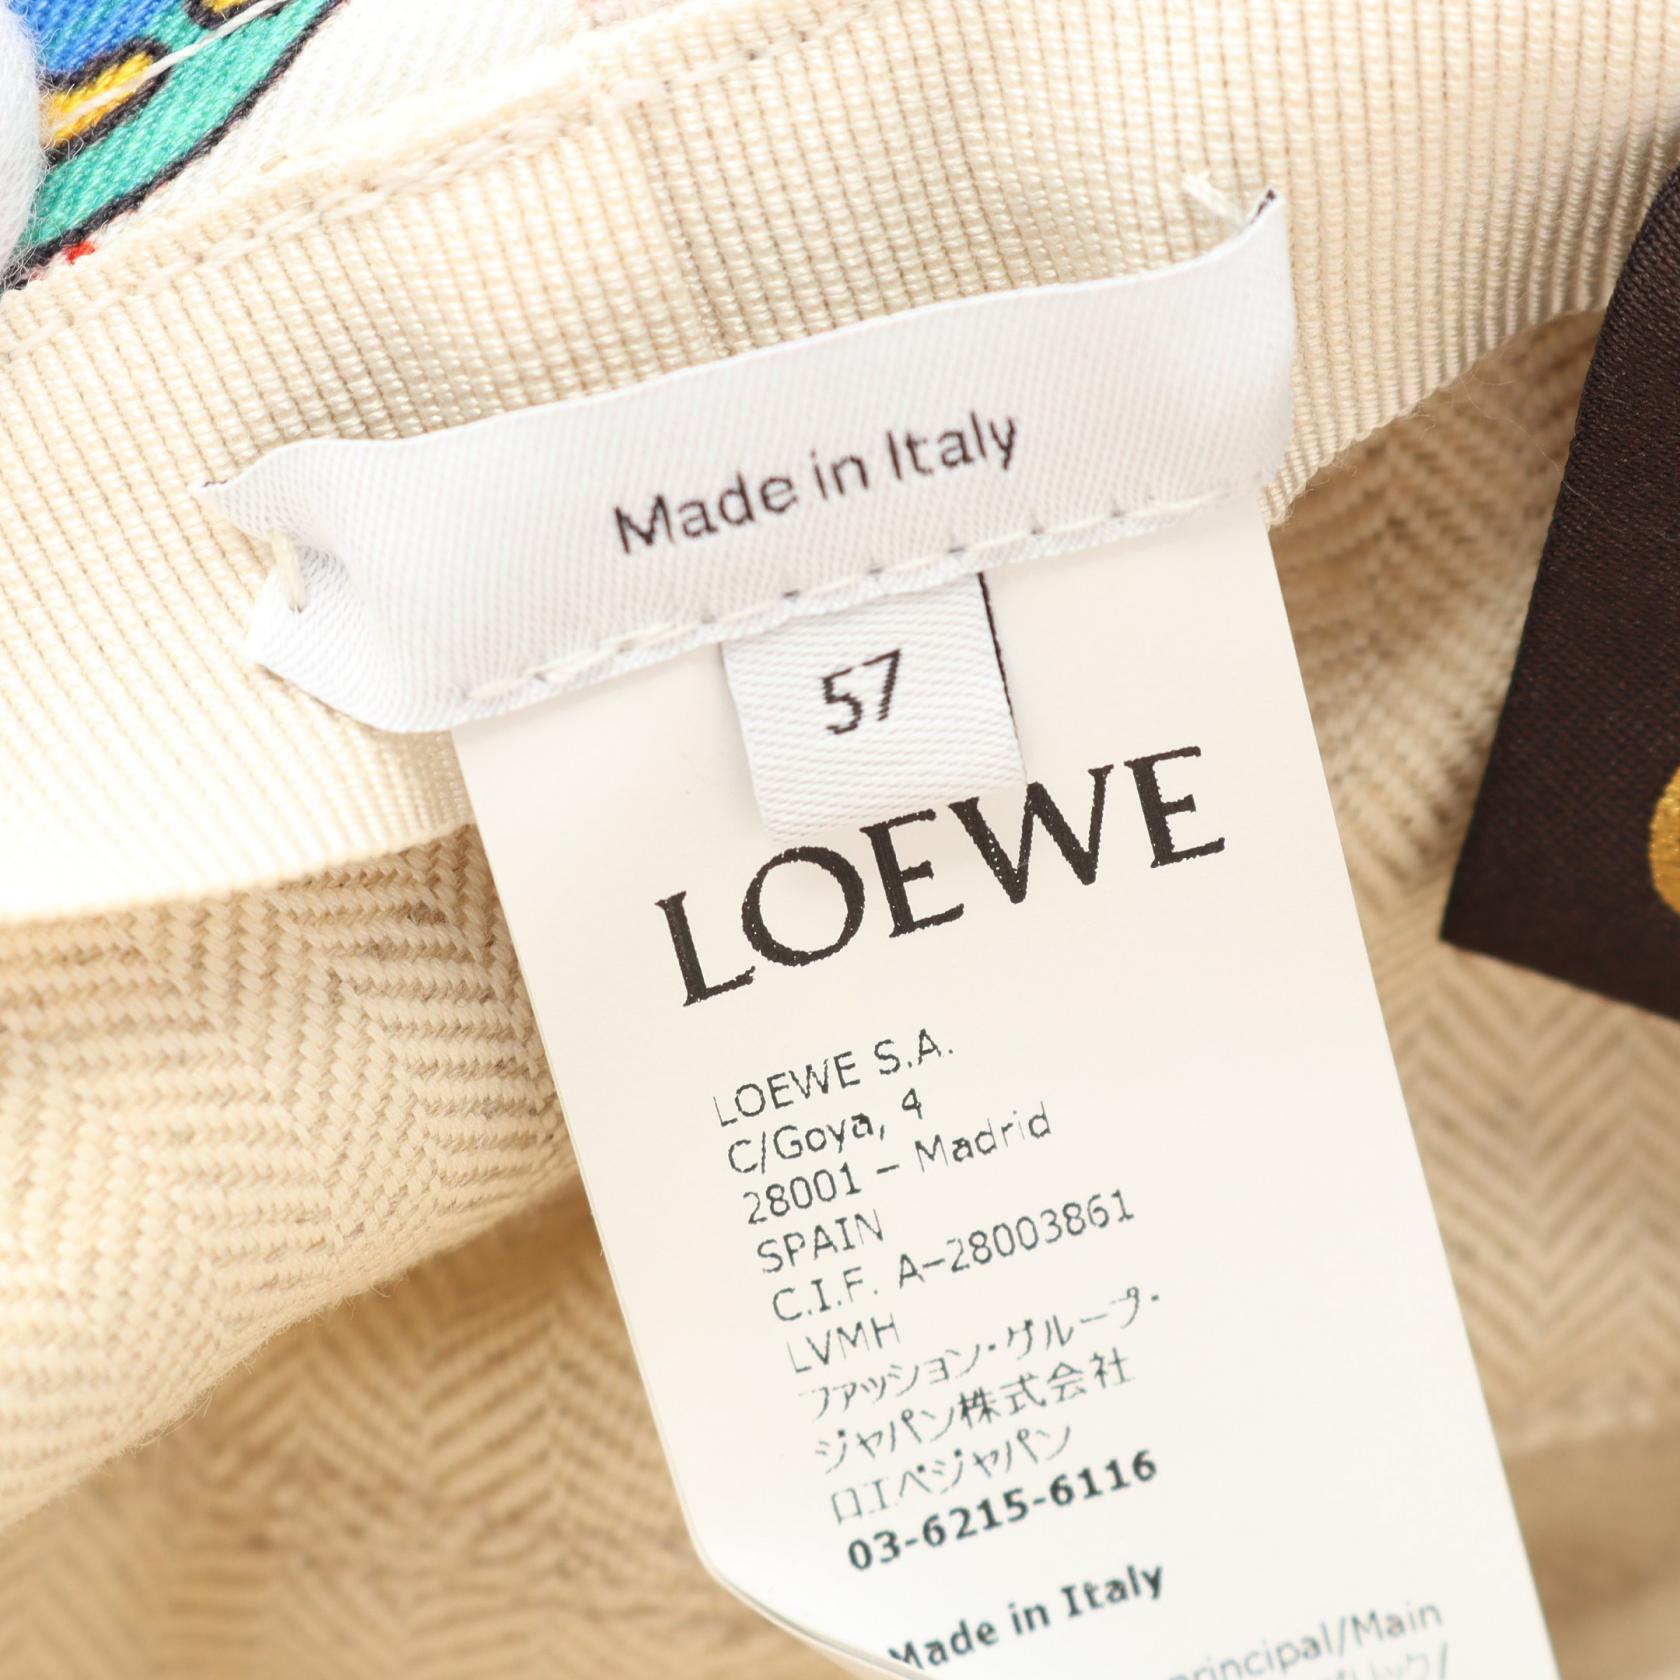 Made in Italy
57
LOEWE
LOEWE S.A.
C/Goya, 4
28001 – Madrid
SPAIN
C.I.F. A–28003861
LVMH
ファッション・グループ・
ジャパン株式会社
ロエベジャパン
03-6215-6116
Made in Italy
principal/Main